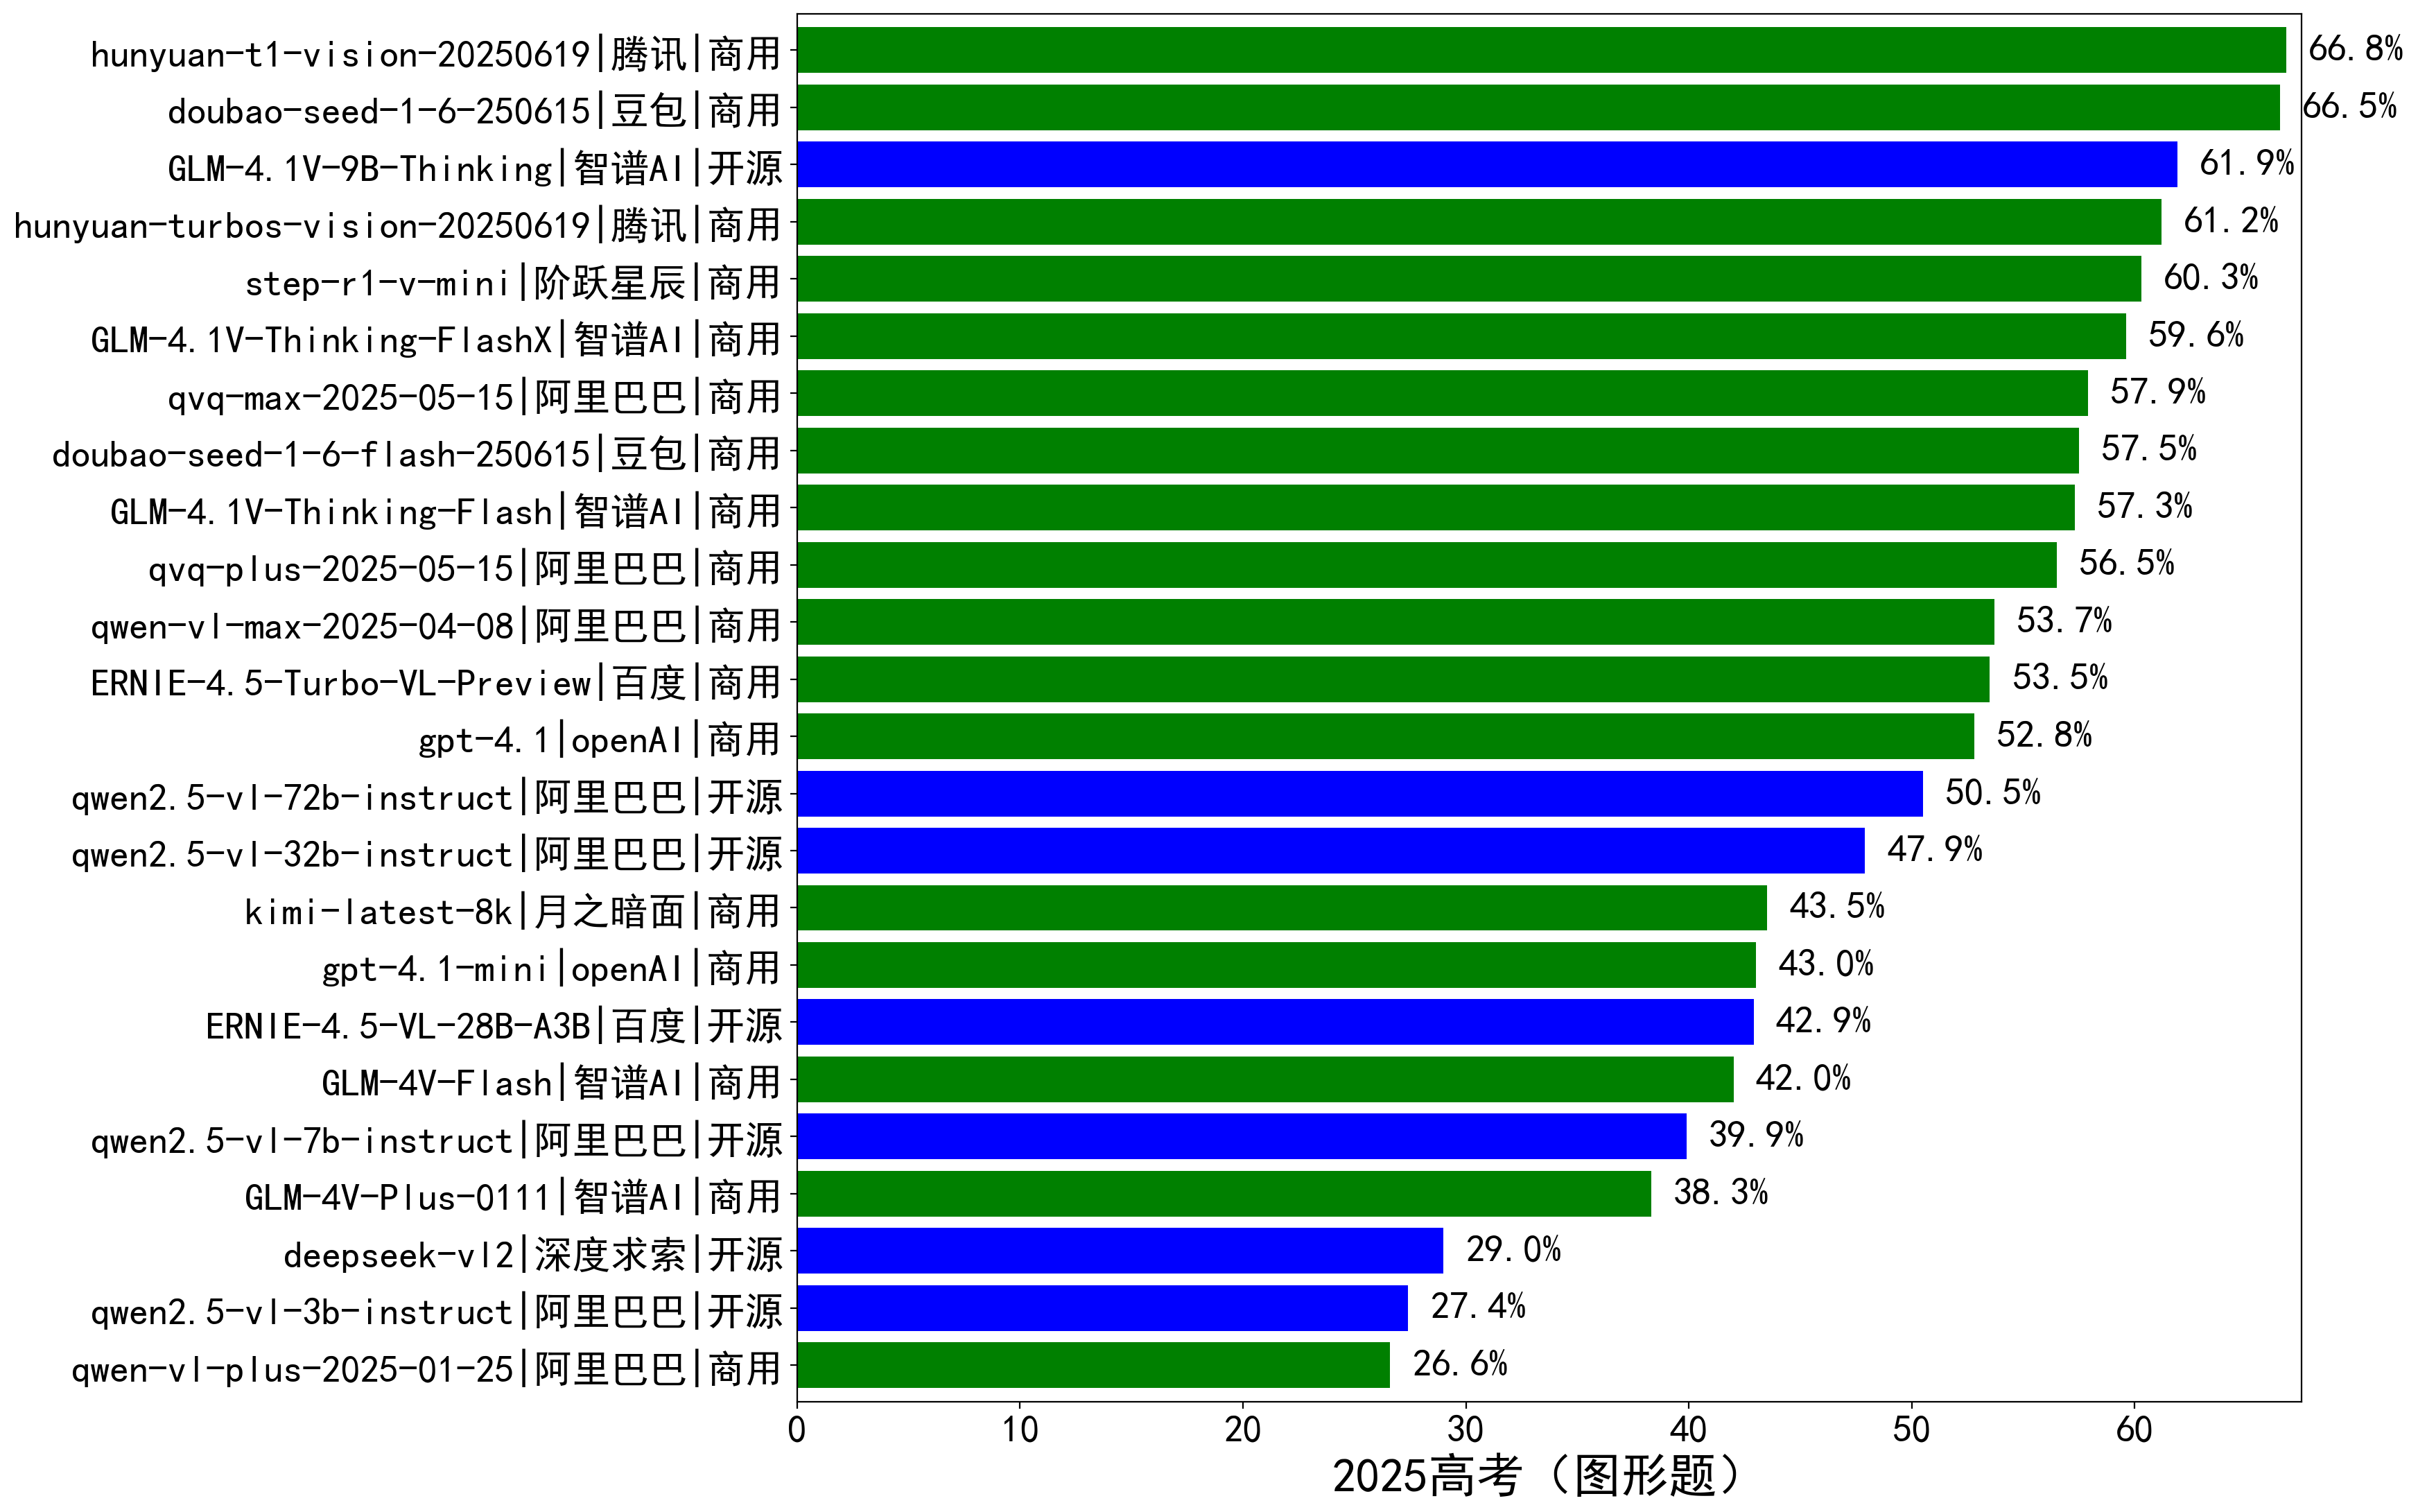 hunyuan-t1-vision-20250619|腾讯|商用 66.8%
doubao-seed-1-6-250615|豆包|商用 66.5%
GLM-4.1V-9B-Thinking|智谱AI|开源 61.9%
hunyuan-turbos-vision-20250619|腾讯|商用 61.2%
step-r1-v-mini|阶跃星辰|商用 60.3%
GLM-4.1V-Thinking-FlashX|智谱AI|商用 59.6%
qvq-max-2025-05-15|阿里巴巴|商用 57.9%
doubao-seed-1-6-flash-250615|豆包|商用 57.5%
GLM-4.1V-Thinking-Flash|智谱AI|商用 57.3%
qvq-plus-2025-05-15|阿里巴巴|商用 56.5%
qwen-vl-max-2025-04-08|阿里巴巴|商用 53.7%
ERNIE-4.5-Turbo-VL-Preview|百度|商用 53.5%
gpt-4.1|openAI|商用 52.8%
qwen2.5-vl-72b-instruct|阿里巴巴|开源 50.5%
qwen2.5-vl-32b-instruct|阿里巴巴|开源 47.9%
kimi-latest-8k|月之暗面|商用 43.5%
gpt-4.1-mini|openAI|商用 43.0%
ERNIE-4.5-VL-28B-A3B|百度|开源 42.9%
GLM-4V-Flash|智谱AI|商用 42.0%
qwen2.5-vl-7b-instruct|阿里巴巴|开源 39.9%
GLM-4V-Plus-0111|智谱AI|商用 38.3%
deepseek-vl2|深度求索|开源 29.0%
qwen2.5-vl-3b-instruct|阿里巴巴|开源 27.4%
qwen-vl-plus-2025-01-25|阿里巴巴|商用 26.6%
0 10 20 30 40 50 60
2025高考（图形题）